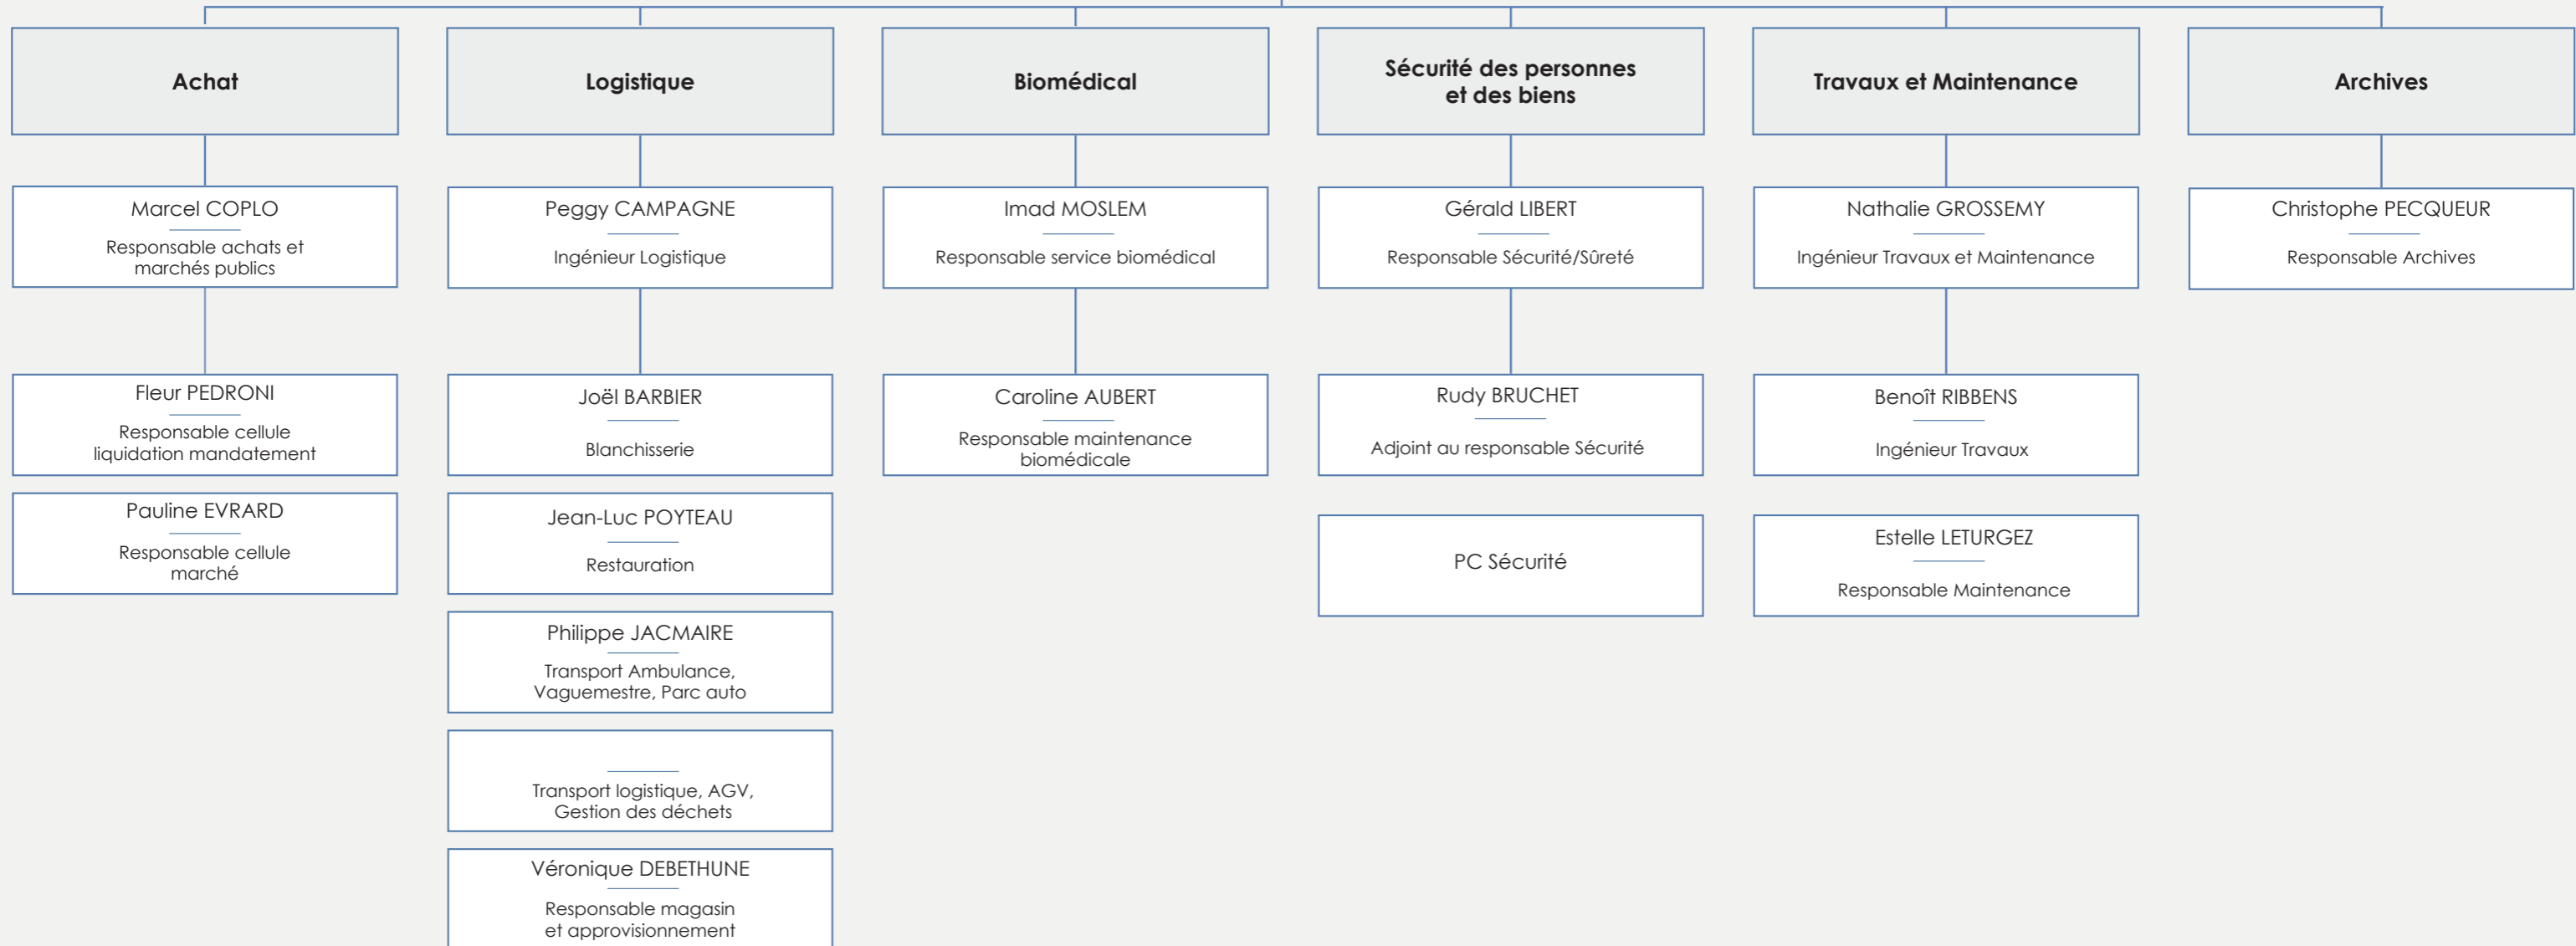 Achat
Marcel COPLO
Responsable achats et
marchés publics
Fleur PEDRONI
Responsable cellule
liquidation mandatement
Pauline EVRARD
Responsable cellule
marché
Logistique
Peggy CAMPAGNE
Ingénieur Logistique
Joël BARBIER
Blanchisserie
Jean-Luc POYTEAU
Restauration
Philippe JACMAIRE
Transport Ambulance,
Vaguemestre, Parc auto
Transport logistique, AGV,
Gestion des déchets
Véronique DEBETHUNE
Responsable magasin
et approvisionnement
Biomédical
Imad MOSLEM
Responsable service biomédical
Caroline AUBERT
Responsable maintenance
biomédicale
Sécurité des personnes
et des biens
Gérald LIBERT
Responsable Sécurité/Sûreté
Rudy BRUCHET
Adjoint au responsable Sécurité
PC Sécurité
Travaux et Maintenance
Nathalie GROSSEMY
Ingénieur Travaux et Maintenance
Benoît RIBBENS
Ingénieur Travaux
Estelle LETURGEZ
Responsable Maintenance
Archives
Christophe PECQUEUR
Responsable Archives